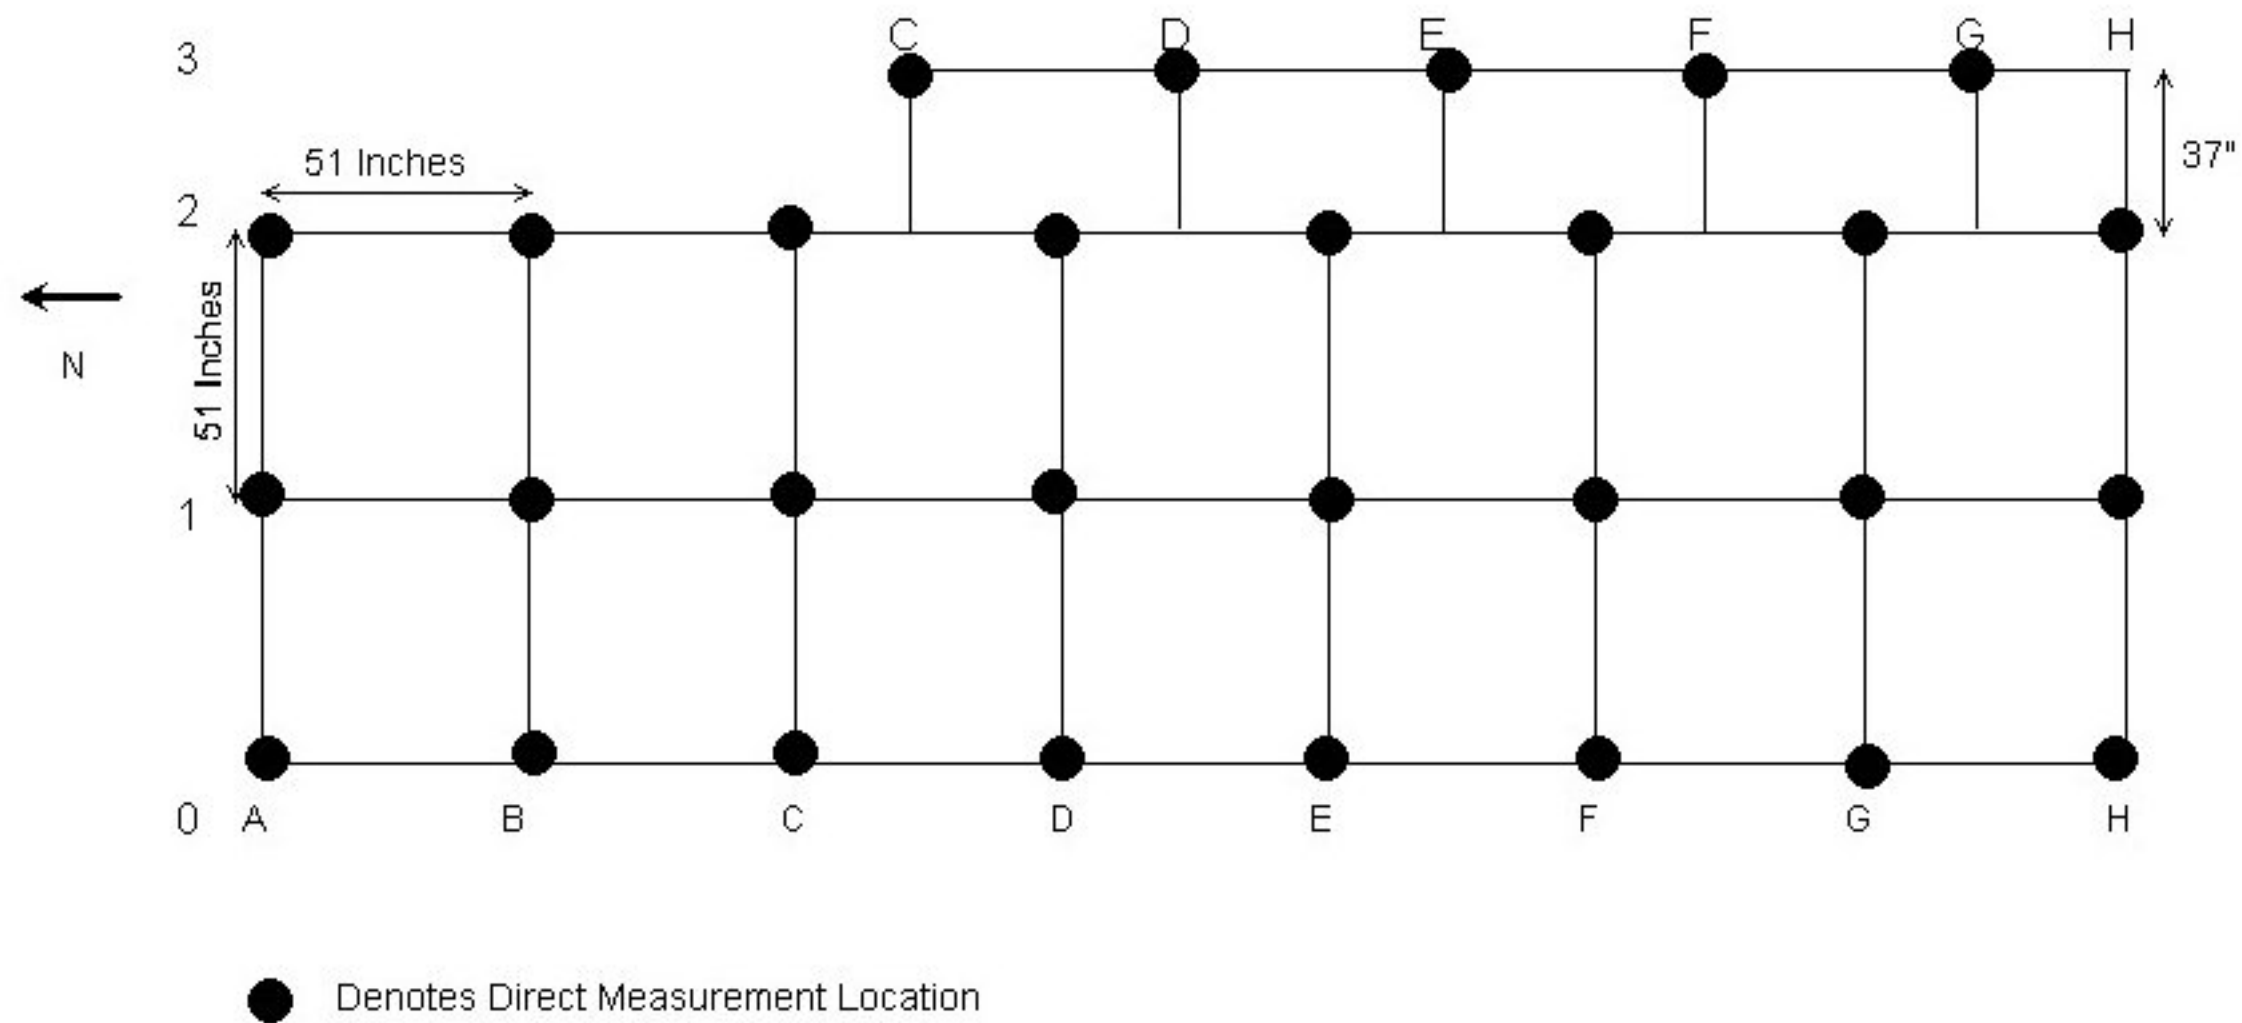 3 C D E F G H
51 Inches
37"
2
51 Inches
N
1
0 A B C D E F G H
Denotes Direct Measurement Location